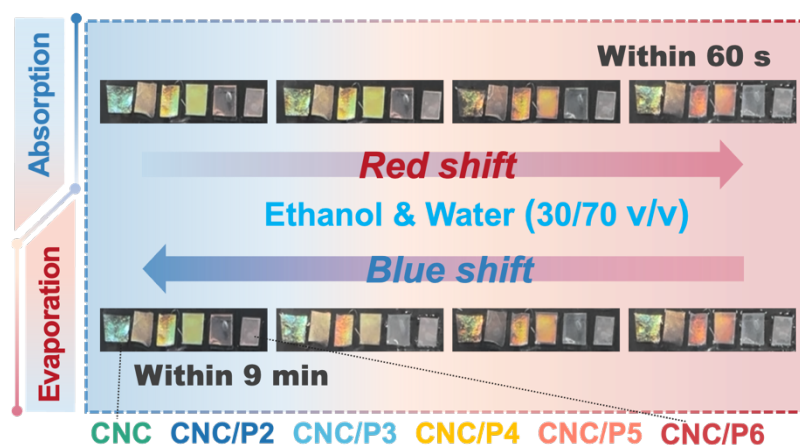 Absorption
Within 60 s
Red shift
Ethanol & Water (30/70 v/v)
Blue shift
Evaporation
Within 9 min
CNC CNC/P2 CNC/P3 CNC/P4 CNC/P5 CNC/P6